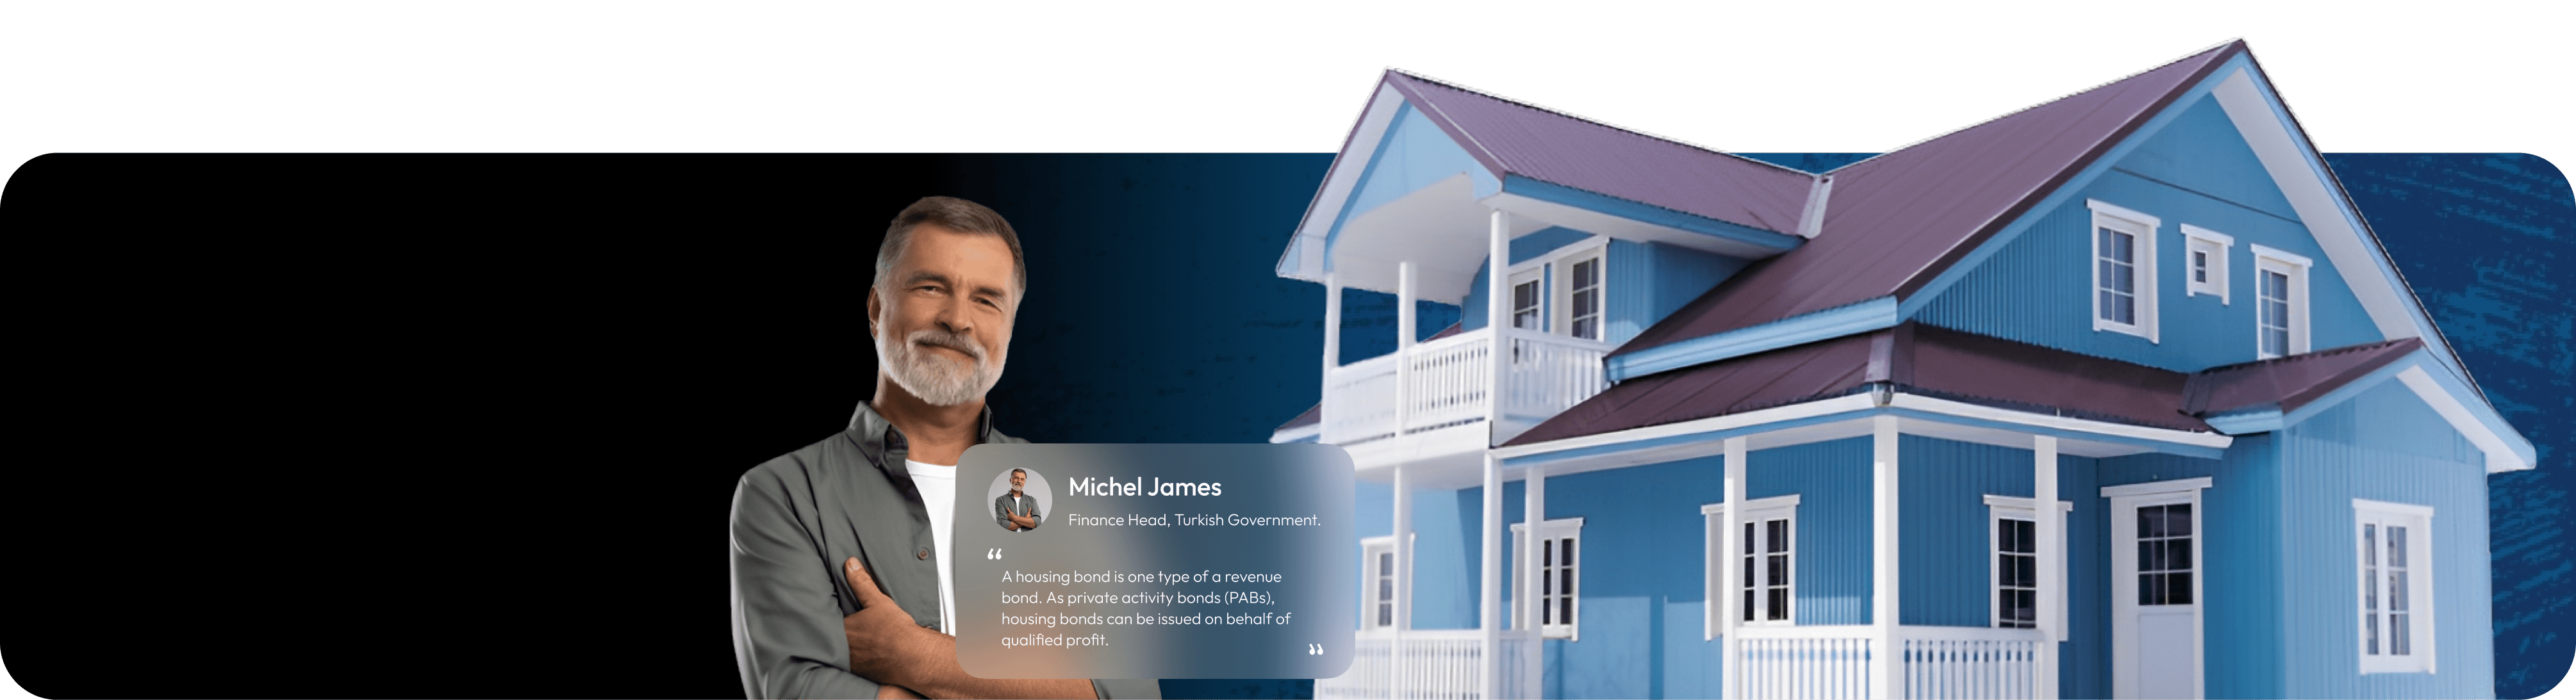 Michel James
Finance Head, Turkish Government.
“
A housing bond is one type of a revenue
bond. As private activity bonds (PABs),
housing bonds can be issued on behalf of
qualified profit.
”